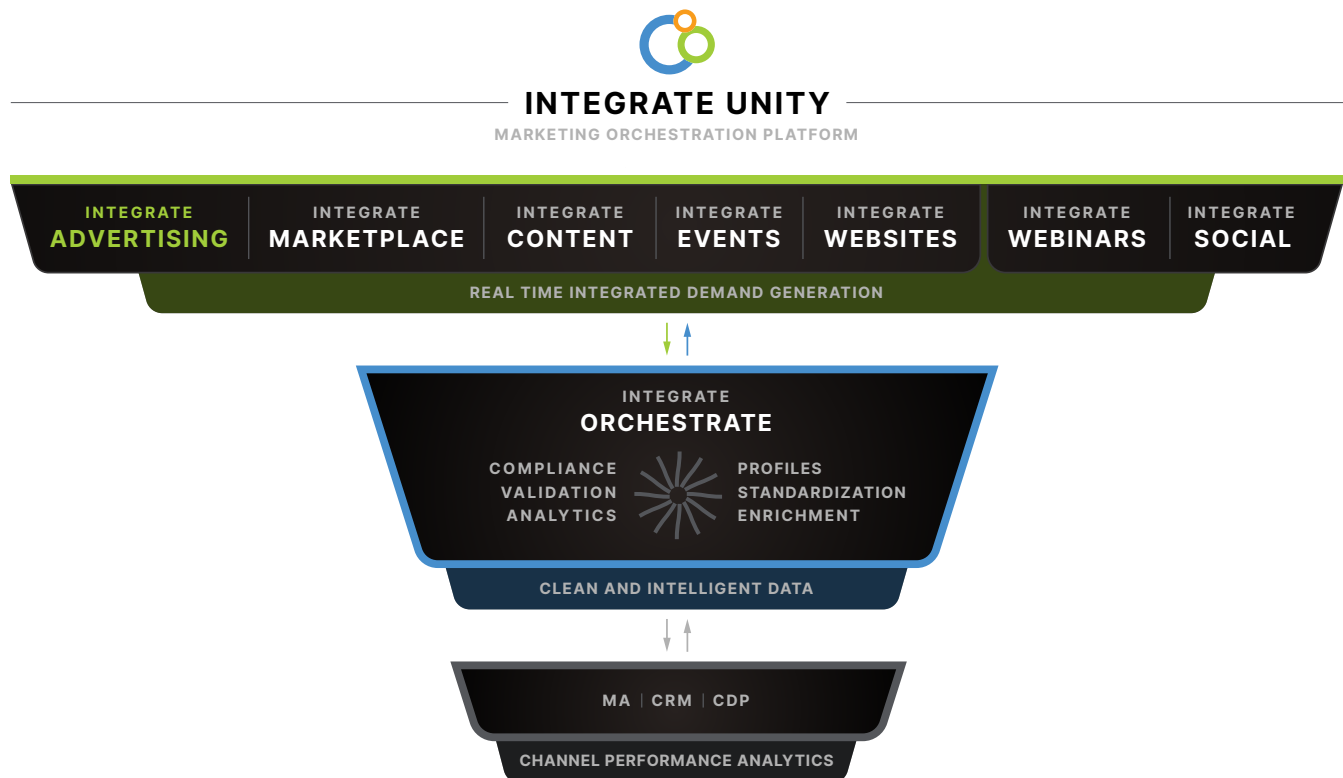 INTEGRATE UNITY
MARKETING ORCHESTRATION PLATFORM
INTEGRATE
ADVERTISING
INTEGRATE
MARKETPLACE
INTEGRATE
CONTENT
INTEGRATE
EVENTS
INTEGRATE
WEBSITES
INTEGRATE
WEBINARS
INTEGRATE
SOCIAL
REAL TIME INTEGRATED DEMAND GENERATION
INTEGRATE
ORCHESTRATE
COMPLIANCE
VALIDATION
ANALYTICS
PROFILES
STANDARDIZATION
ENRICHMENT
CLEAN AND INTELLIGENT DATA
MA | CRM | CDP
CHANNEL PERFORMANCE ANALYTICS